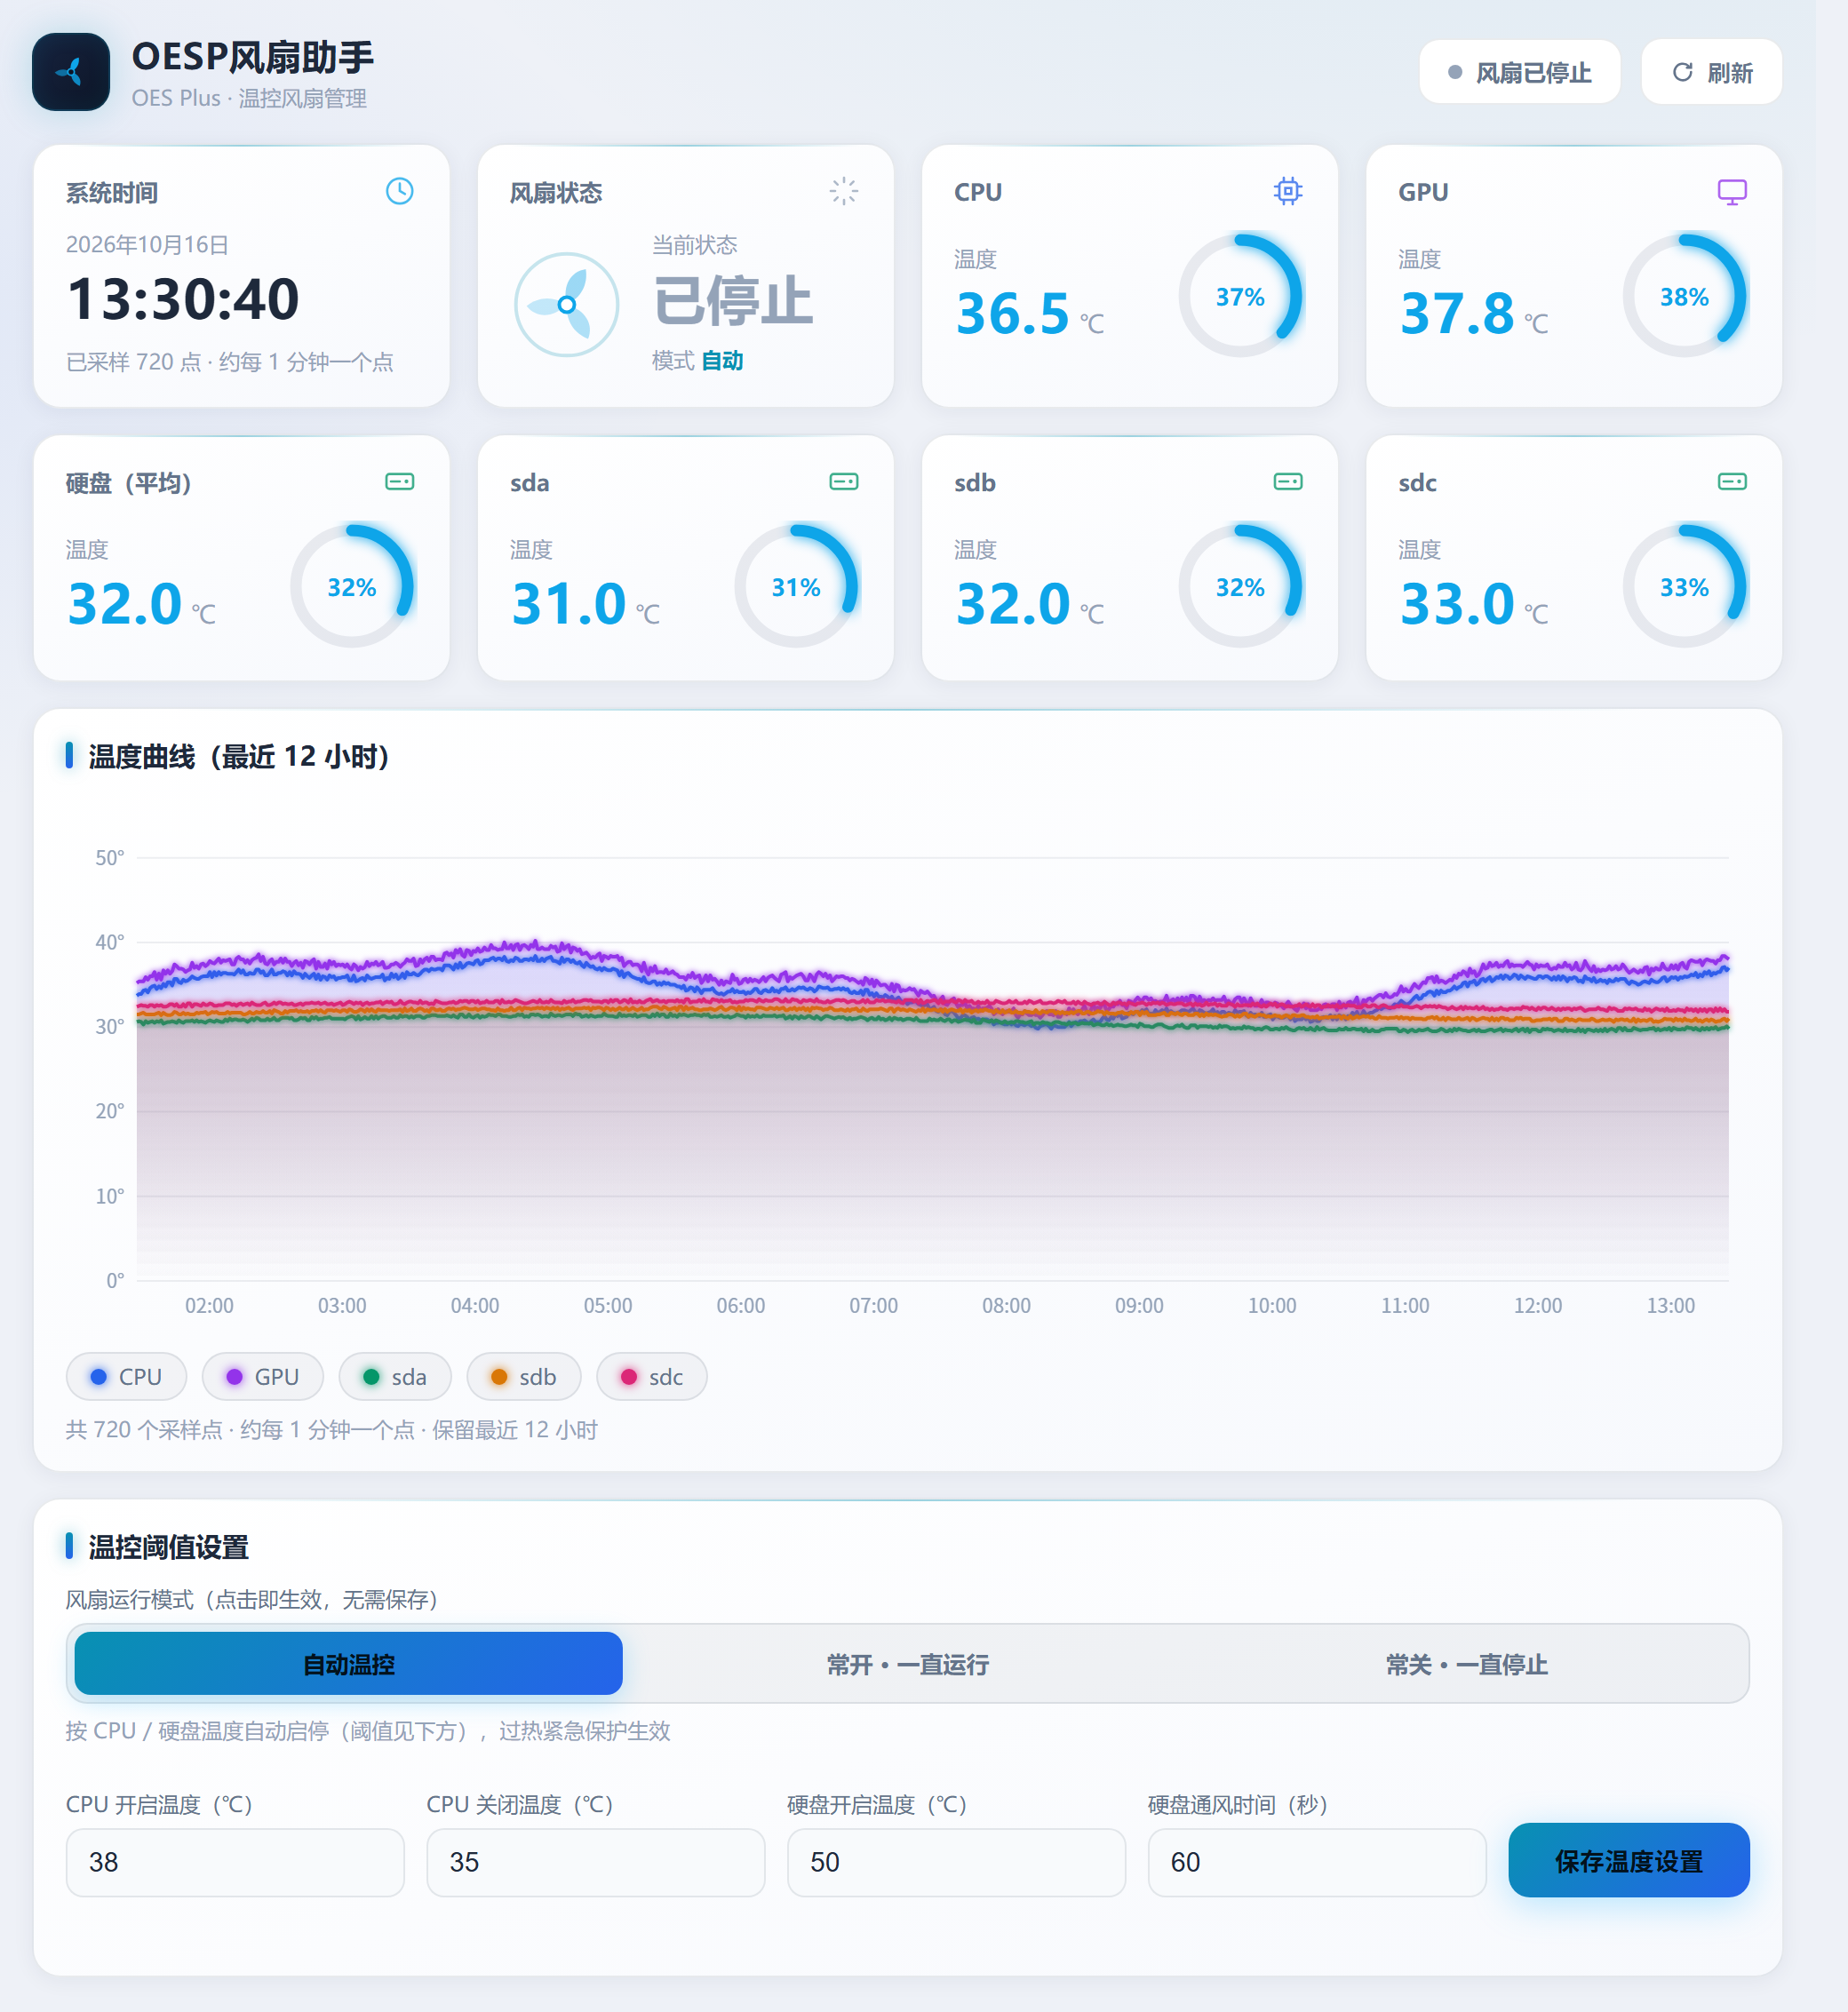 OESP风扇助手
OES Plus · 温控风扇管理
风扇已停止
刷新
系统时间
2026年10月16日
13:30:40
已采样 720 点 · 约每 1 分钟一个点
风扇状态
当前状态
已停止
模式 自动
CPU
温度
36.5 ℃
37%
GPU
温度
37.8 ℃
38%
硬盘（平均）
温度
32.0 ℃
32%
sda
温度
31.0 ℃
31%
sdb
温度
32.0 ℃
32%
sdc
温度
33.0 ℃
33%
温度曲线（最近 12 小时）
50°
40°
30°
20°
10°
0°
02:00 03:00 04:00 05:00 06:00 07:00 08:00 09:00 10:00 11:00 12:00 13:00
CPU GPU sda sdb sdc
共 720 个采样点 · 约每 1 分钟一个点 · 保留最近 12 小时
温控阈值设置
风扇运行模式（点击即生效，无需保存）
自动温控
常开 · 一直运行
常关 · 一直停止
按 CPU / 硬盘温度自动启停（阈值见下方），过热紧急保护生效
CPU 开启温度（℃）
38
CPU 关闭温度（℃）
35
硬盘开启温度（℃）
50
硬盘通风时间（秒）
60
保存温度设置